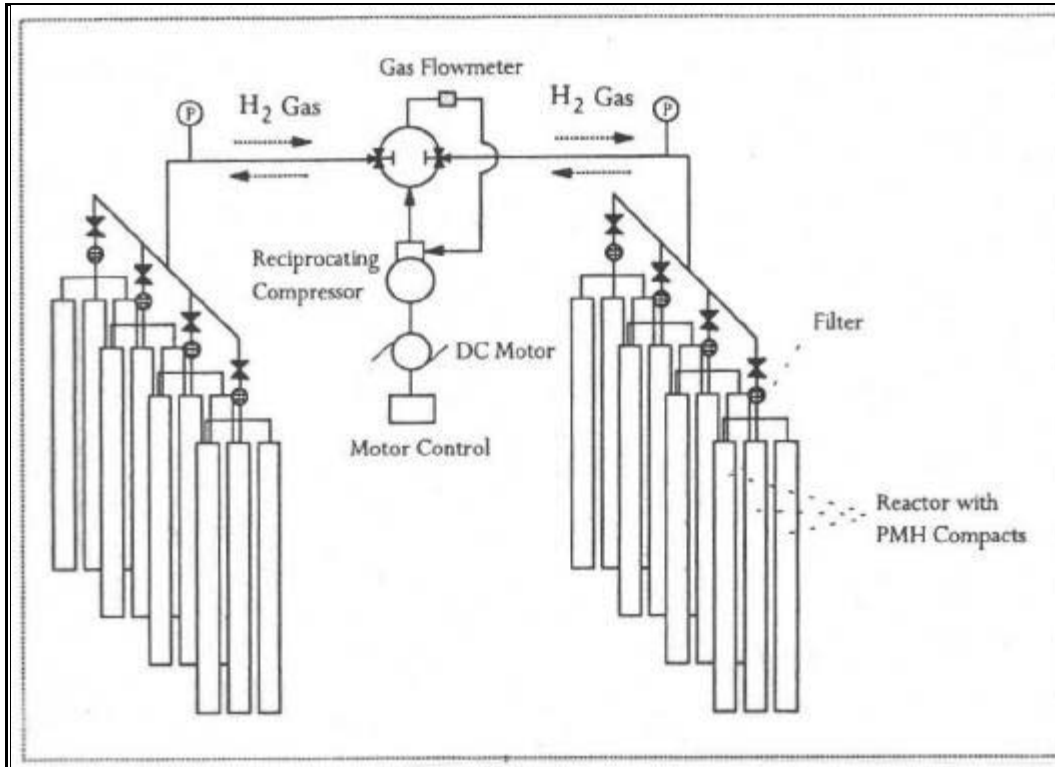 Gas Flowmeter
P
H₂ Gas
H₂ Gas
P
Reciprocating
Compressor
DC Motor
Motor Control
Filter
Reactor with
PMH Compacts